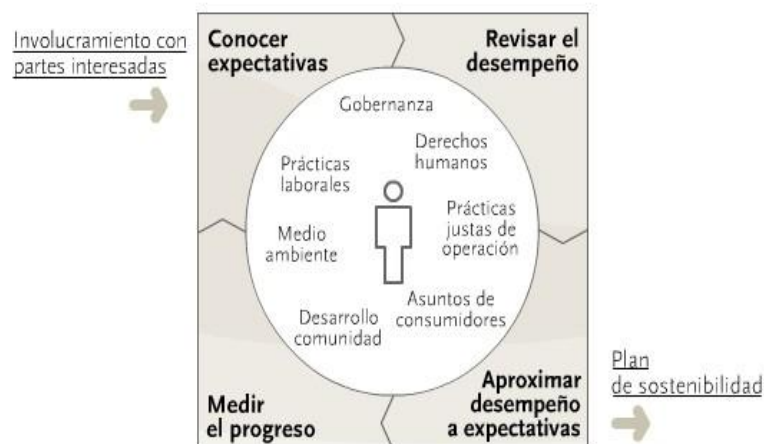 Involucramiento con
partes interesadas
Conocer
expectativas
Revisar el
desempeño
Gobernanza
Derechos
humanos
Prácticas
laborales
Prácticas
justas de
operación
Medio
ambiente
Asuntos de
consumidores
Desarrollo
comunidad
Medir
el progreso
Aproximar
desempeño
a expectativas
Plan
de sostenibilidad